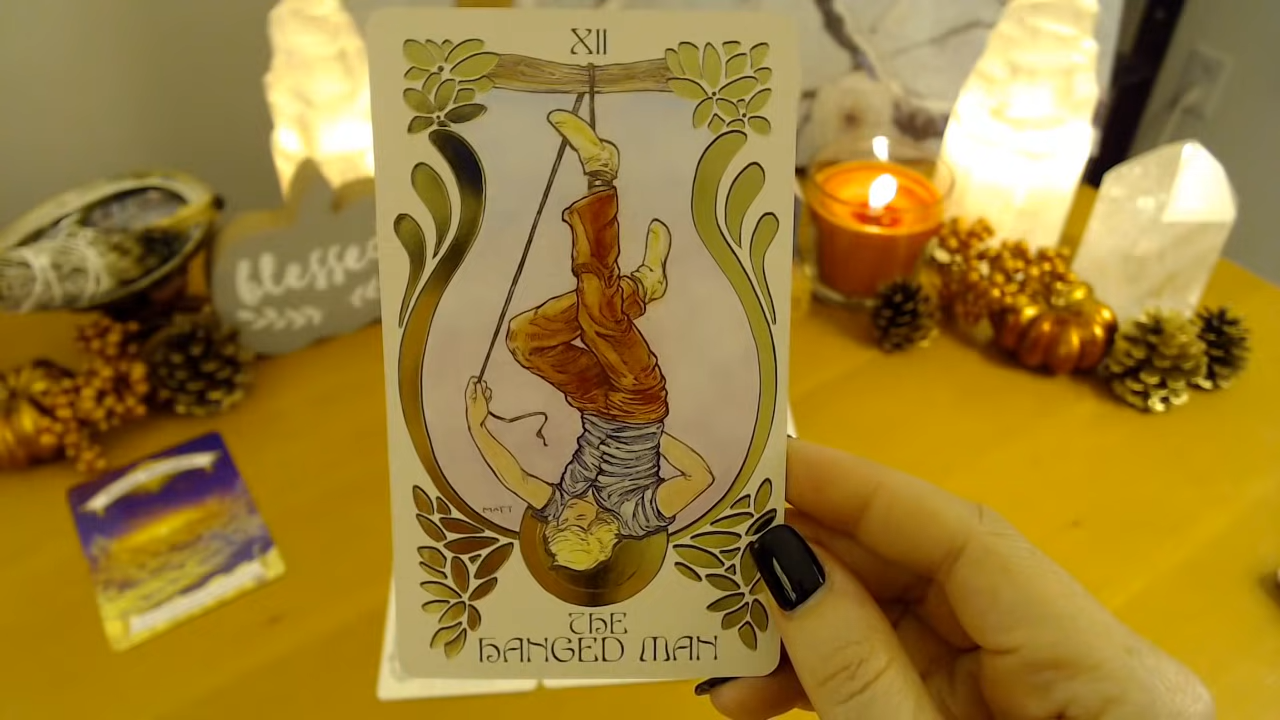 XII
blessed
MATT
THE
HANGED MAN